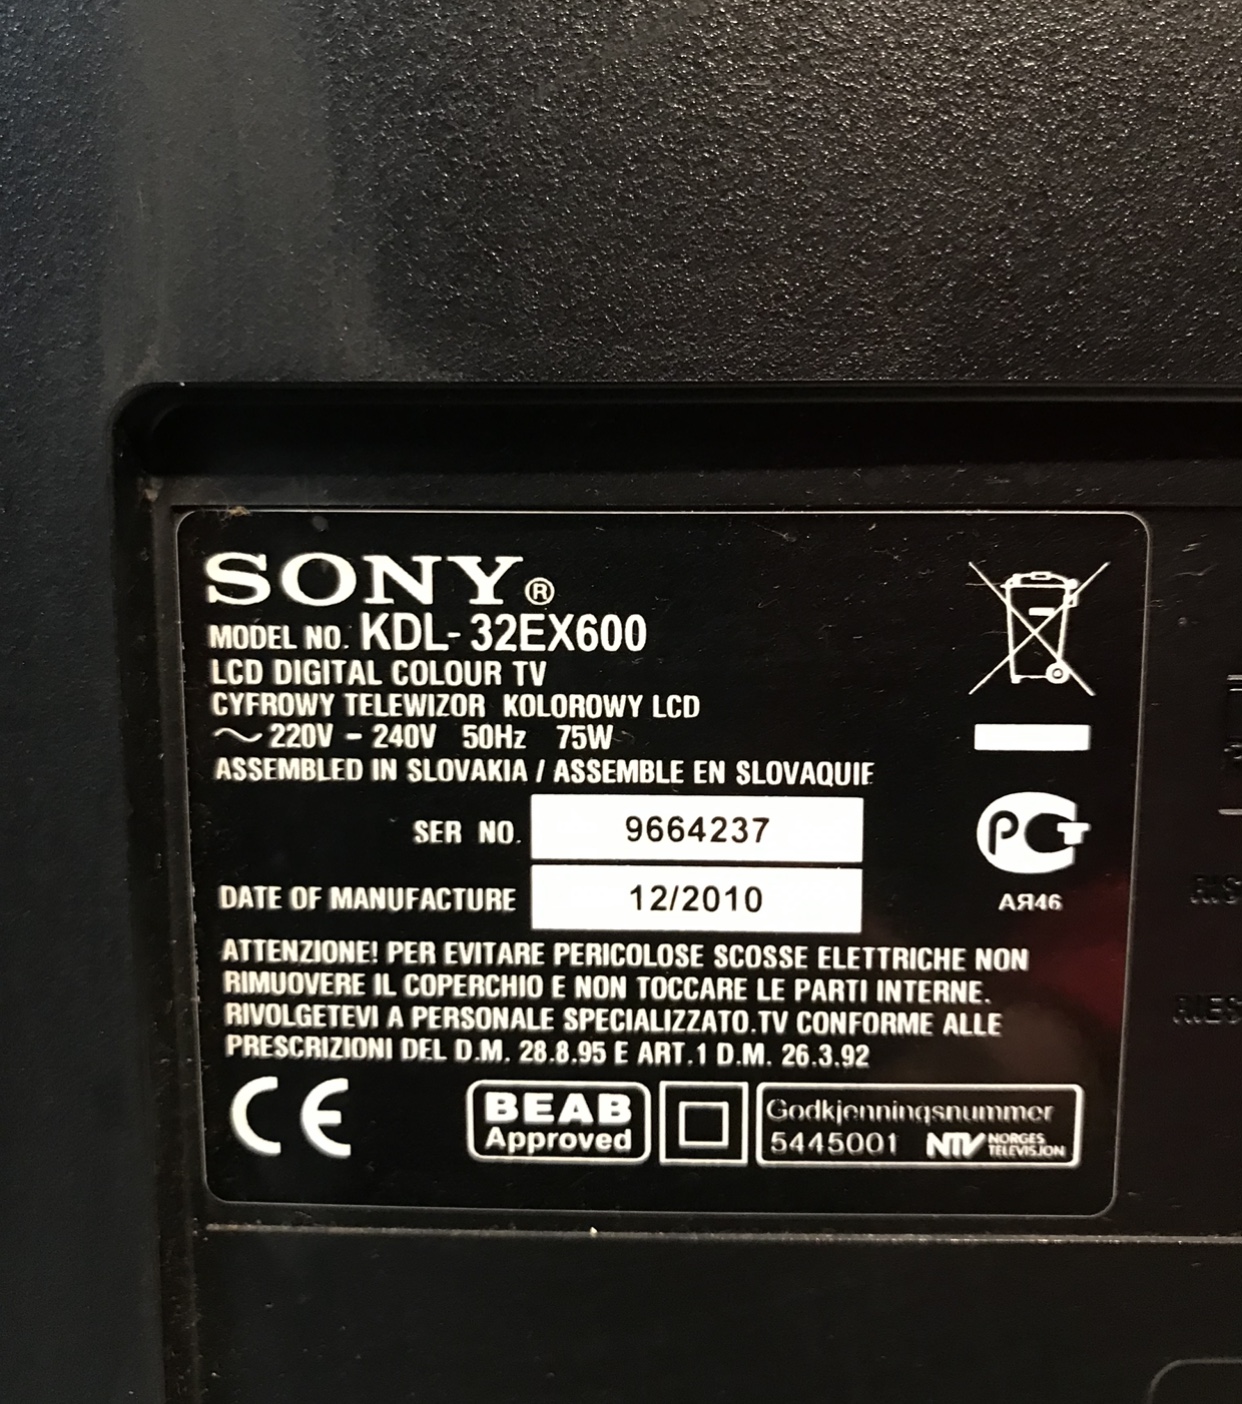 SONY®
MODEL NO. KDL-32EX600
LCD DIGITAL COLOUR TV
CYFROWY TELEWIZOR KOLOROWY LCD
~ 220V - 240V 50Hz 75W
ASSEMBLED IN SLOVAKIA / ASSEMBLE EN SLOVAQUIE
SER NO. 9664237
DATE OF MANUFACTURE 12/2010
РСТ
АЯ46
ATTENZIONE! PER EVITARE PERICOLOSE SCOSSE ELETTRICHE NON
RIMUOVERE IL COPERCHIO E NON TOCCARE LE PARTI INTERNE.
RIVOLGETEVI A PERSONALE SPECIALIZZATO.TV CONFORME ALLE
PRESCRIZIONI DEL D.M. 28.8.95 E ART.1 D.M. 26.3.92
CE
BEAB
Approved
Godkjenningsnummer
5445001 NTV NORGES
TELEVISJON